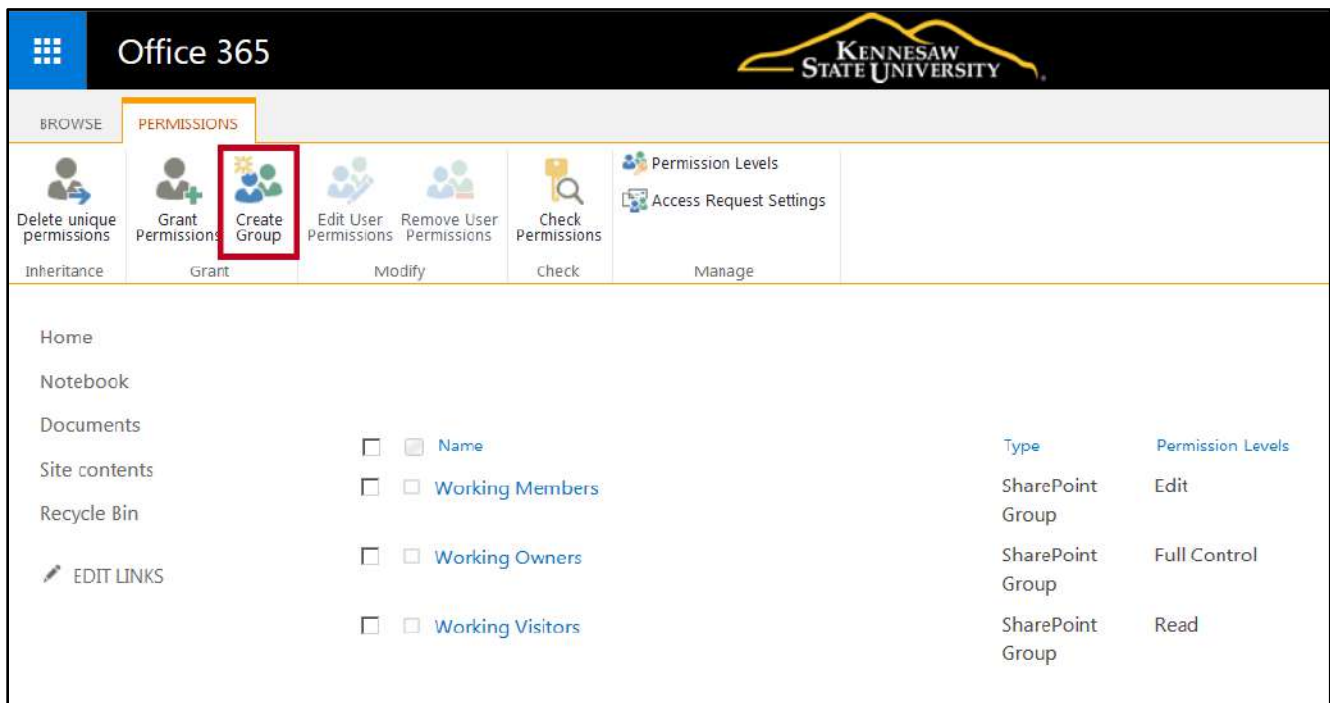 Office 365
KENNESAW
STATE UNIVERSITY
BROWSE
PERMISSIONS
Delete unique
permissions
Grant
Permissions
Create
Group
Edit User
Permissions
Remove User
Permissions
Check
Permissions
Permission Levels
Access Request Settings
Inheritance
Grant
Modify
Check
Manage
Home
Notebook
Documents
Site contents
Recycle Bin
EDIT LINKS
Name
Type
Permission Levels
Working Members
SharePoint
Group
Edit
Working Owners
SharePoint
Group
Full Control
Working Visitors
SharePoint
Group
Read